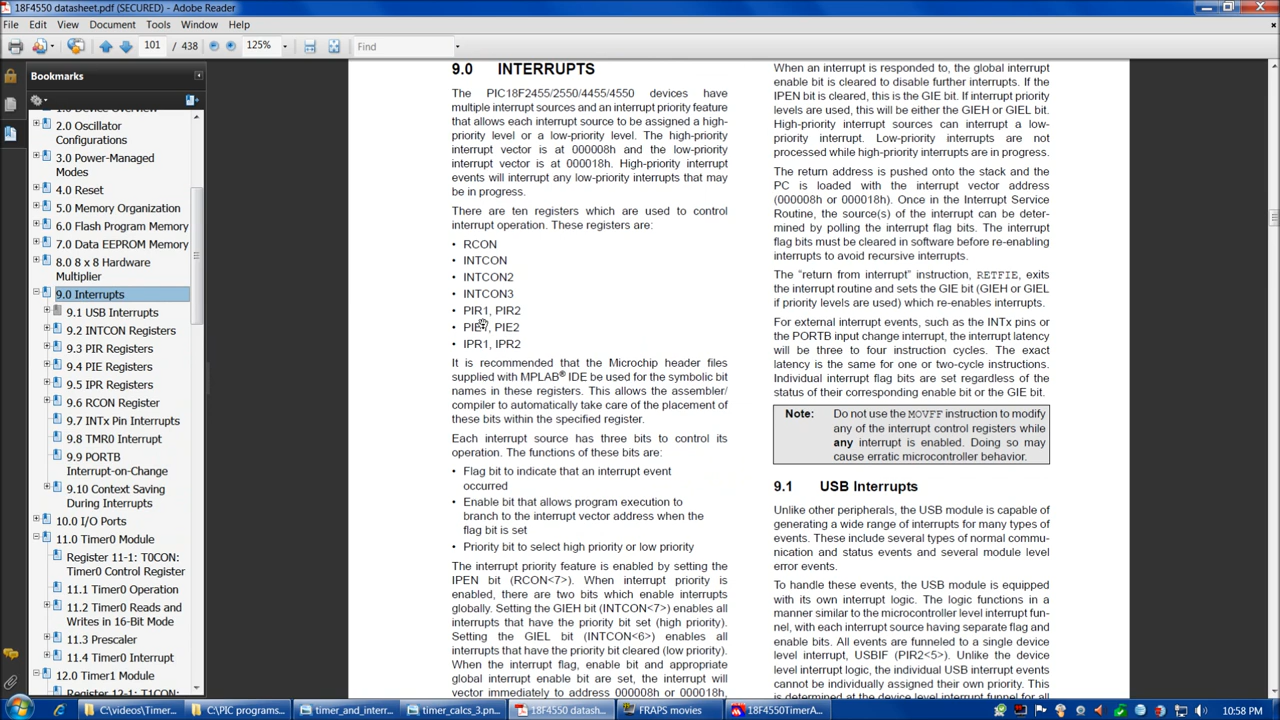 18F4550 datasheet.pdf (SECURED) - Adobe Reader
File Edit View Document Tools Window Help
101 / 438 125% Find
Bookmarks
2.0 Oscillator
Configurations
3.0 Power-Managed
Modes
4.0 Reset
5.0 Memory Organization
6.0 Flash Program Memory
7.0 Data EEPROM Memory
8.0 8 x 8 Hardware
Multiplier
9.0 Interrupts
9.1 USB Interrupts
9.2 INTCON Registers
9.3 PIR Registers
9.4 PIE Registers
9.5 IPR Registers
9.6 RCON Register
9.7 INTx Pin Interrupts
9.8 TMR0 Interrupt
9.9 PORTB
Interrupt-on-Change
9.10 Context Saving
During Interrupts
10.0 I/O Ports
11.0 Timer0 Module
Register 11-1: T0CON:
Timer0 Control Register
11.1 Timer0 Operation
11.2 Timer0 Reads and
Writes in 16-Bit Mode
11.3 Prescaler
11.4 Timer0 Interrupt
12.0 Timer1 Module
9.0 INTERRUPTS
The PIC18F2455/2550/4455/4550 devices have
multiple interrupt sources and an interrupt priority feature
that allows each interrupt source to be assigned a high-
priority level or a low-priority level. The high-priority
interrupt vector is at 000008h and the low-priority
interrupt vector is at 000018h. High-priority interrupt
events will interrupt any low-priority interrupts that may
be in progress.
There are ten registers which are used to control
interrupt operation. These registers are:
• RCON
• INTCON
• INTCON2
• INTCON3
• PIR1, PIR2
• PIE1, PIE2
• IPR1, IPR2
It is recommended that the Microchip header files
supplied with MPLAB® IDE be used for the symbolic bit
names in these registers. This allows the assembler/
compiler to automatically take care of the placement of
these bits within the specified register.
Each interrupt source has three bits to control its
operation. The functions of these bits are:
• Flag bit to indicate that an interrupt event
occurred
• Enable bit that allows program execution to
branch to the interrupt vector address when the
flag bit is set
• Priority bit to select high priority or low priority
The interrupt priority feature is enabled by setting the
IPEN bit (RCON<7>). When interrupt priority is
enabled, there are two bits which enable interrupts
globally. Setting the GIEH bit (INTCON<7>) enables all
interrupts that have the priority bit set (high priority).
Setting the GIEL bit (INTCON<6>) enables all
interrupts that have the priority bit cleared (low priority).
When the interrupt flag, enable bit and appropriate
global interrupt enable bit are set, the interrupt will
vector immediately to address 000008h or 000018h,
When an interrupt is responded to, the global interrupt
enable bit is cleared to disable further interrupts. If the
IPEN bit is cleared, this is the GIE bit. If interrupt priority
levels are used, this will be either the GIEH or GIEL bit.
High-priority interrupt sources can interrupt a low-
priority interrupt. Low-priority interrupts are not
processed while high-priority interrupts are in progress.
The return address is pushed onto the stack and the
PC is loaded with the interrupt vector address
(000008h or 000018h). Once in the Interrupt Service
Routine, the source(s) of the interrupt can be deter-
mined by polling the interrupt flag bits. The interrupt
flag bits must be cleared in software before re-enabling
interrupts to avoid recursive interrupts.
The "return from interrupt" instruction, RETFIE, exits
the interrupt routine and sets the GIE bit (GIEH or GIEL
if priority levels are used) which re-enables interrupts.
For external interrupt events, such as the INTx pins or
the PORTB input change interrupt, the interrupt latency
will be three to four instruction cycles. The exact
latency is the same for one or two-cycle instructions.
Individual interrupt flag bits are set regardless of the
status of their corresponding enable bit or the GIE bit.
Note: Do not use the MOVFF instruction to modify
any of the interrupt control registers while
any interrupt is enabled. Doing so may
cause erratic microcontroller behavior.
9.1 USB Interrupts
Unlike other peripherals, the USB module is capable of
generating a wide range of interrupts for many types of
events. These include several types of normal commu-
nication and status events and several module level
error events.
To handle these events, the USB module is equipped
with its own interrupt logic. The logic functions in a
manner similar to the microcontroller level interrupt fun-
nel, with each interrupt source having separate flag and
enable bits. All events are funneled to a single device
level interrupt, USBIF (PIR2<5>). Unlike the device
level interrupt logic, the individual USB interrupt events
cannot be individually assigned their own priority. This
is determined at the device level interrupt funnel for all
C:\videos\Timer... C:\PIC programs... timer_and_interr... timer_calcs_3.pn... 18F4550 datash... FRAPS movies 18F4550TimerA... 10:58 PM